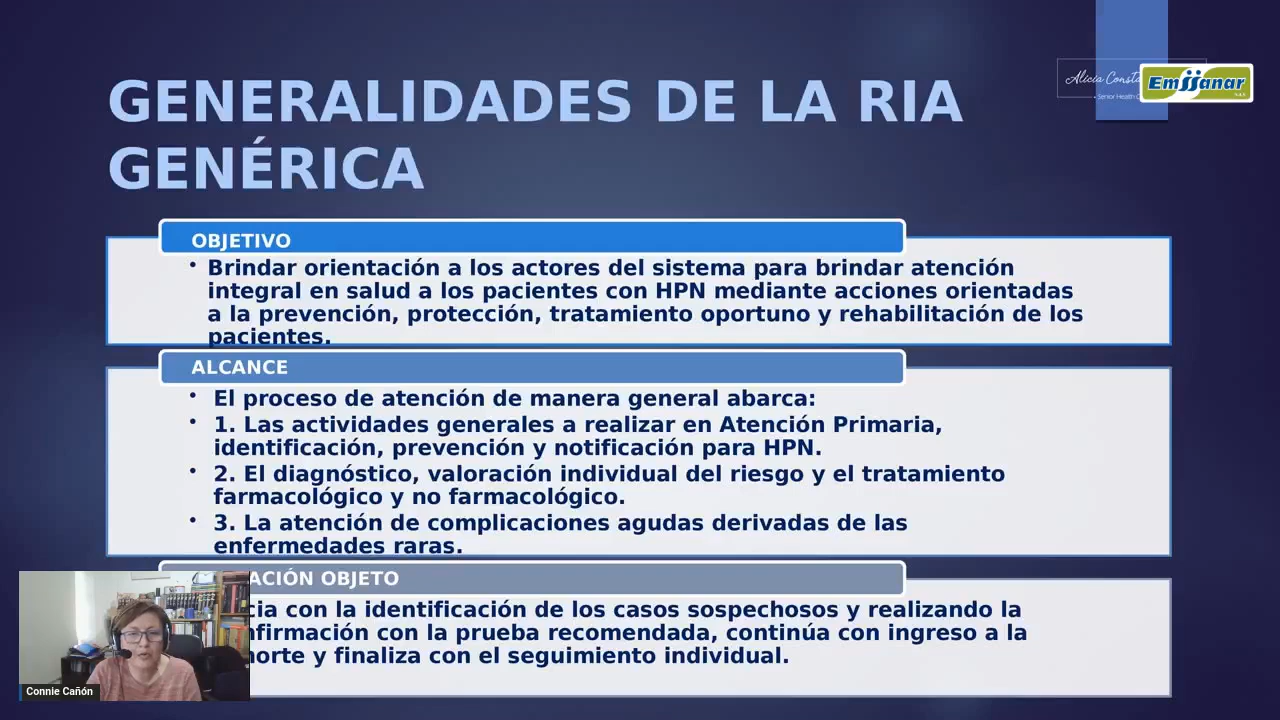 GENERALIDADES DE LA RIA
GENÉRICA
Alicia
Senior Health
Emssanar
OBJETIVO
• Brindar orientación a los actores del sistema para brindar atención
integral en salud a los pacientes con HPN mediante acciones orientadas
a la prevención, protección, tratamiento oportuno y rehabilitación de los
pacientes.
ALCANCE
• El proceso de atención de manera general abarca:
• 1. Las actividades generales a realizar en Atención Primaria,
identificación, prevención y notificación para HPN.
• 2. El diagnóstico, valoración individual del riesgo y el tratamiento
farmacológico y no farmacológico.
• 3. La atención de complicaciones agudas derivadas de las
enfermedades raras.
OBJETO
con la identificación de los casos sospechosos y realizando la
con la prueba recomendada, continúa con ingreso a la
y finaliza con el seguimiento individual.
Connie Cañón